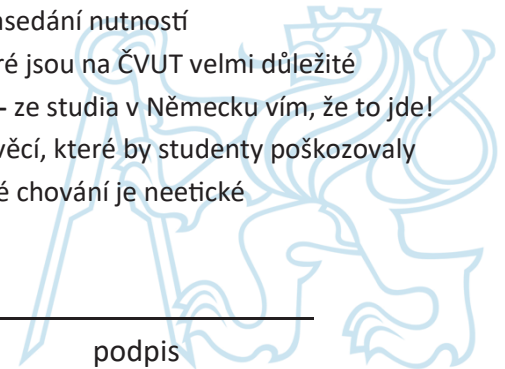 asedání nutností
ré jsou na ČVUT velmi důležité
- ze studia v Německu vím, že to jde!
věcí, které by studenty poškozovaly
é chování je neetické
podpis